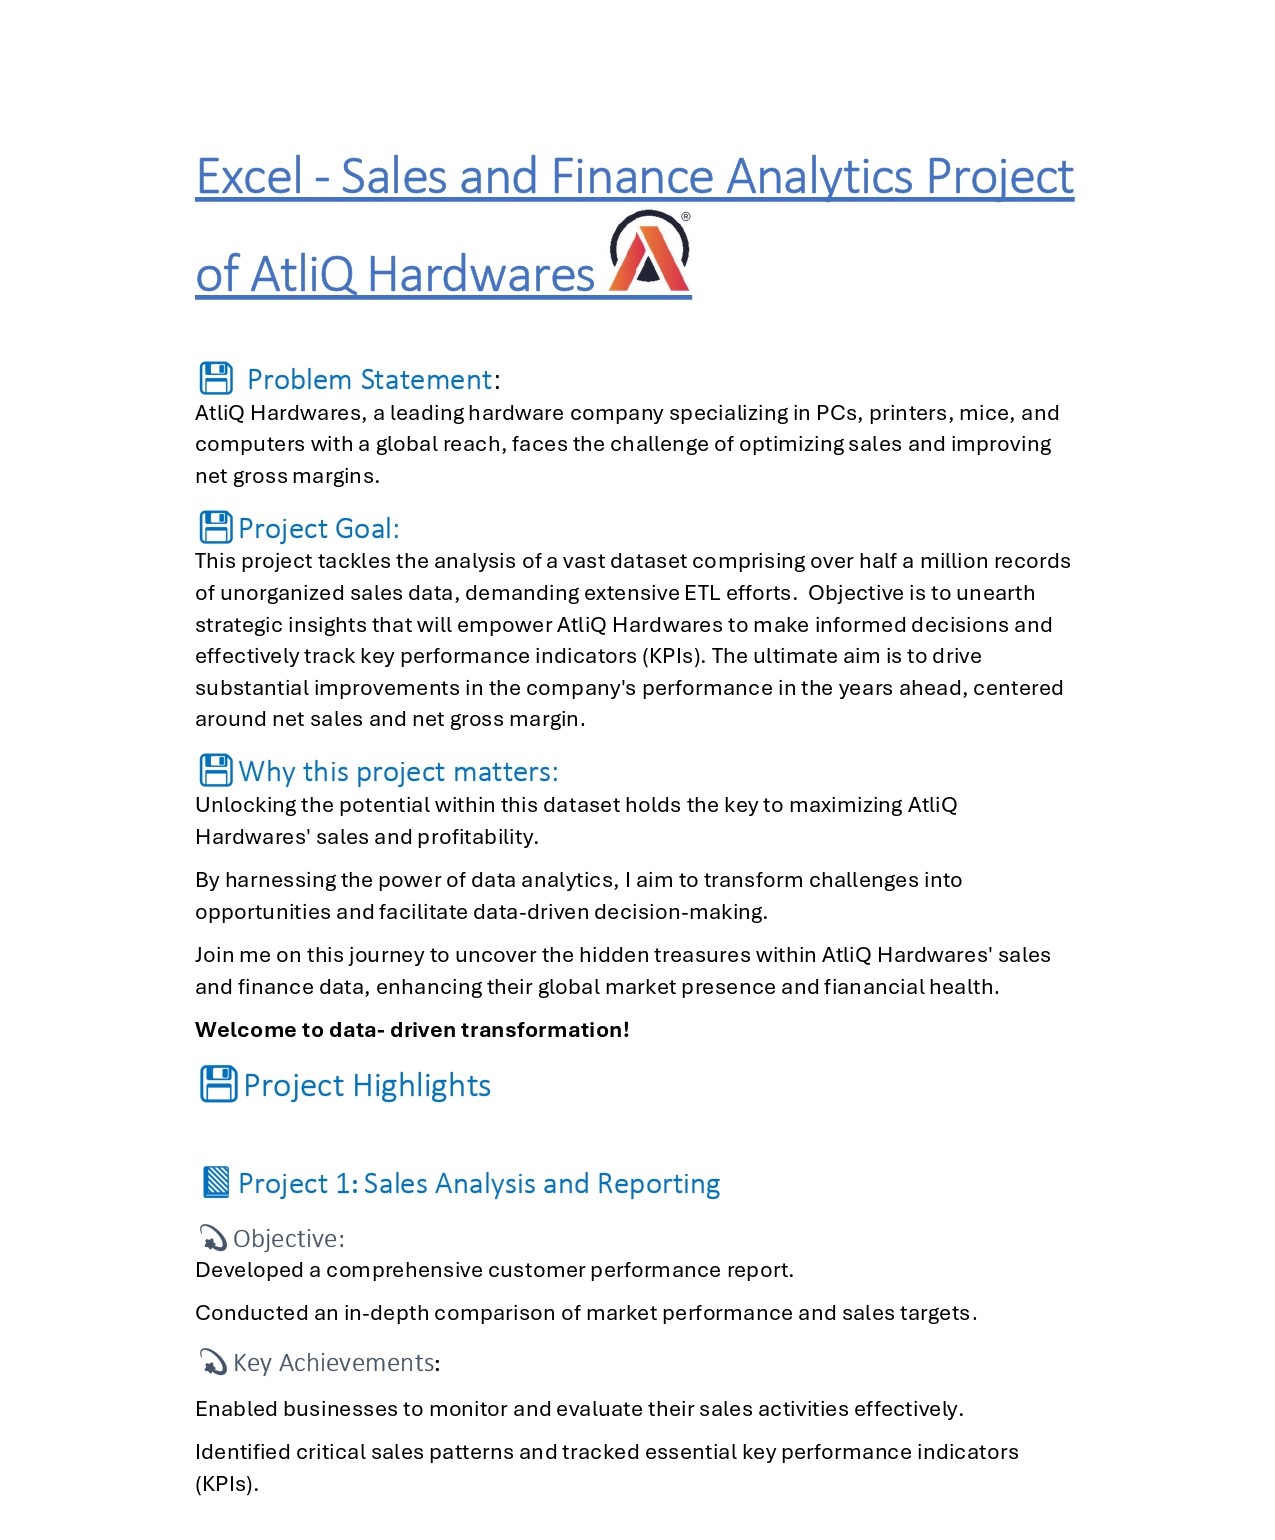 Excel - Sales and Finance Analytics Project
of AtliQ Hardwares ®
Problem Statement:
AtliQ Hardwares, a leading hardware company specializing in PCs, printers, mice, and
computers with a global reach, faces the challenge of optimizing sales and improving
net gross margins.
Project Goal:
This project tackles the analysis of a vast dataset comprising over half a million records
of unorganized sales data, demanding extensive ETL efforts.  Objective is to unearth
strategic insights that will empower AtliQ Hardwares to make informed decisions and
effectively track key performance indicators (KPIs). The ultimate aim is to drive
substantial improvements in the company's performance in the years ahead, centered
around net sales and net gross margin.
Why this project matters:
Unlocking the potential within this dataset holds the key to maximizing AtliQ
Hardwares' sales and profitability.
By harnessing the power of data analytics, I aim to transform challenges into
opportunities and facilitate data-driven decision-making.
Join me on this journey to uncover the hidden treasures within AtliQ Hardwares' sales
and finance data, enhancing their global market presence and fianancial health.
Welcome to data- driven transformation!
Project Highlights
Project 1: Sales Analysis and Reporting
Objective:
Developed a comprehensive customer performance report.
Conducted an in-depth comparison of market performance and sales targets.
Key Achievements:
Enabled businesses to monitor and evaluate their sales activities effectively.
Identified critical sales patterns and tracked essential key performance indicators
(KPIs).